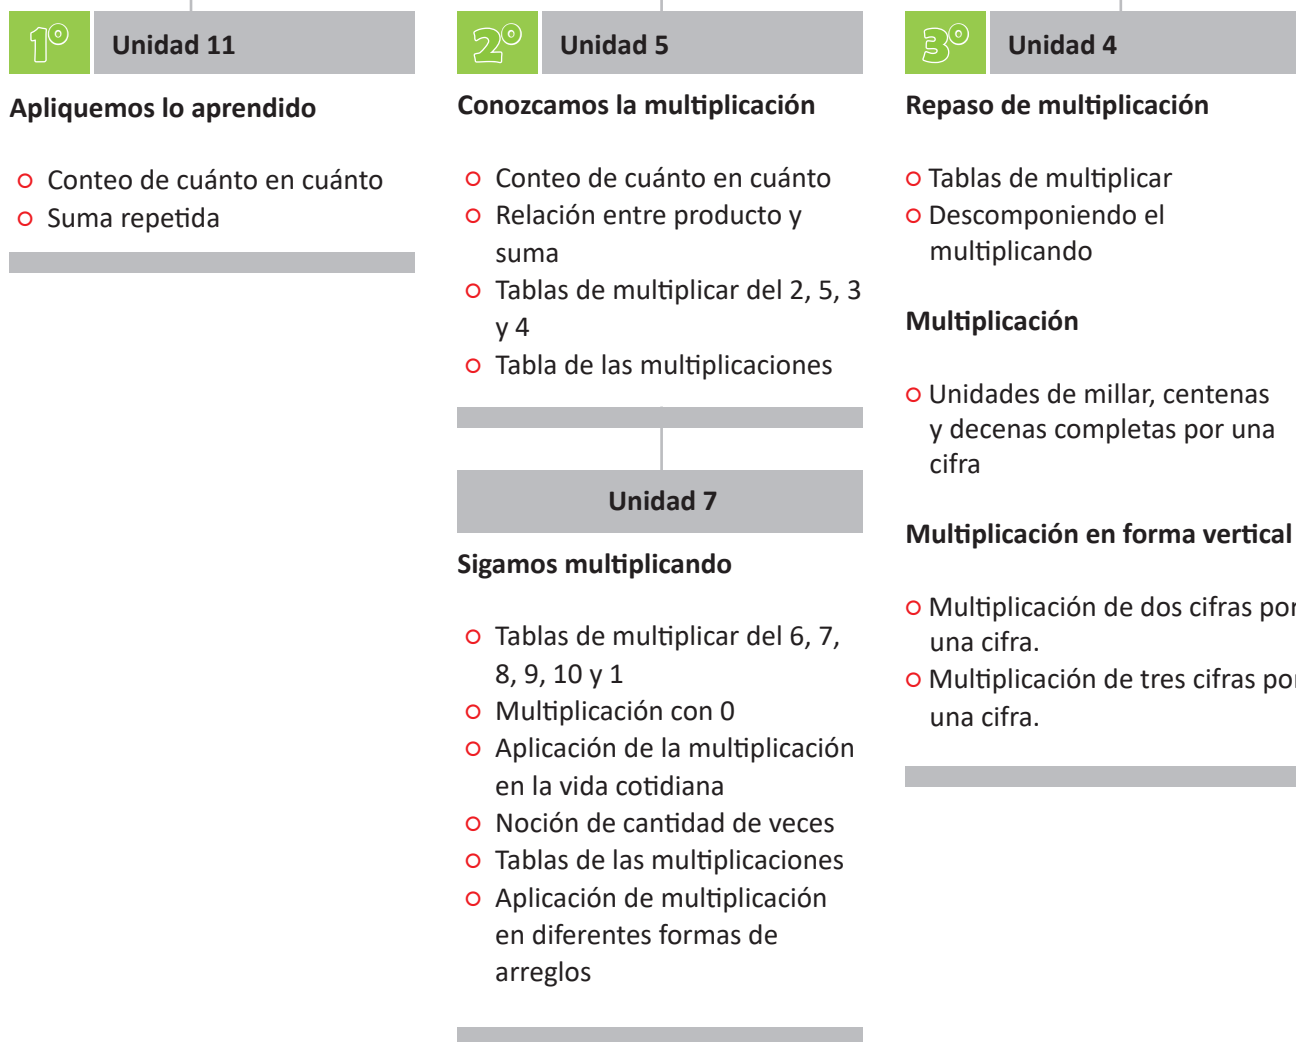 1º Unidad 11
Apliquemos lo aprendido
Conteo de cuánto en cuánto
Suma repetida
2º Unidad 5
Conozcamos la multiplicación
Conteo de cuánto en cuánto
Relación entre producto y
suma
Tablas de multiplicar del 2, 5, 3
y 4
Tabla de las multiplicaciones
Unidad 7
Sigamos multiplicando
Tablas de multiplicar del 6, 7,
8, 9, 10 y 1
Multiplicación con 0
Aplicación de la multiplicación
en la vida cotidiana
Noción de cantidad de veces
Tablas de las multiplicaciones
Aplicación de multiplicación
en diferentes formas de
arreglos
3º Unidad 4
Repaso de multiplicación
Tablas de multiplicar
Descomponiendo el
multiplicando
Multiplicación
Unidades de millar, centenas
y decenas completas por una
cifra
Multiplicación en forma vertical
Multiplicación de dos cifras por
una cifra.
Multiplicación de tres cifras por
una cifra.